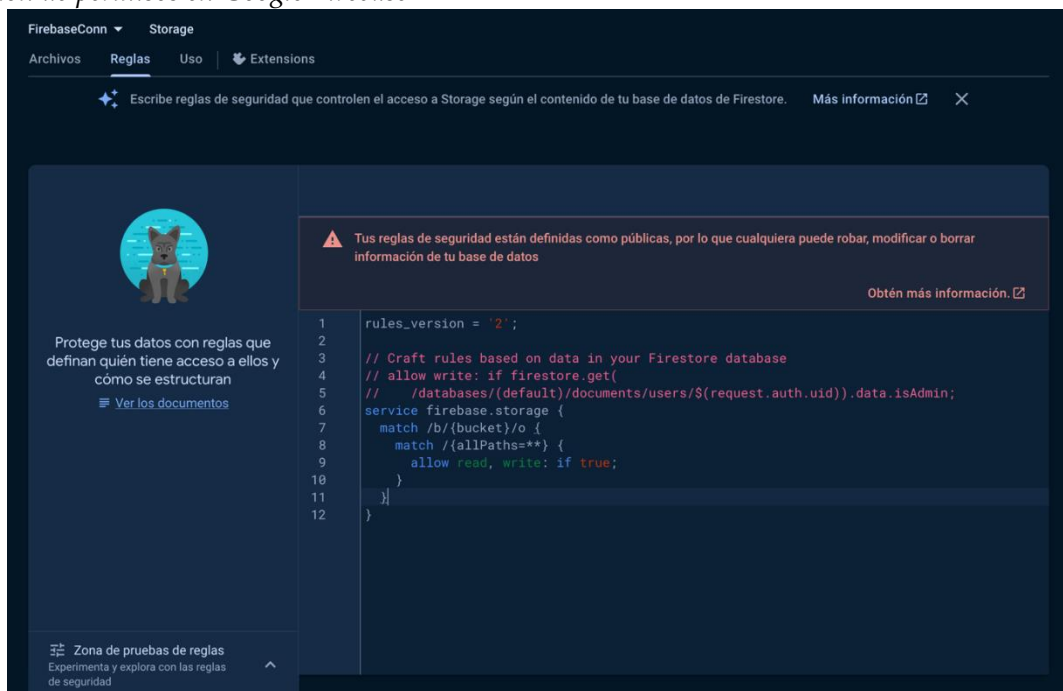 FirebaseConn Storage
Archivos Reglas Uso Extensions
Escribe reglas de seguridad que controlen el acceso a Storage según el contenido de tu base de datos de Firestore. Más información
Tus reglas de seguridad están definidas como públicas, por lo que cualquiera puede robar, modificar o borrar
información de tu base de datos
Obtén más información.
Protege tus datos con reglas que
definan quién tiene acceso a ellos y
cómo se estructuran
Ver los documentos
1 rules_version = '2';
2
3 // Craft rules based on data in your Firestore database
4 // allow write: if firestore.get(
5 //    /databases/(default)/documents/users/$(request.auth.uid)).data.isAdmin;
6 service firebase.storage {
7   match /b/{bucket}/o {
8     match /{allPaths=**} {
9       allow read, write: if true;
10     }
11   }
12 }
Zona de pruebas de reglas
Experimenta y explora con las reglas
de seguridad